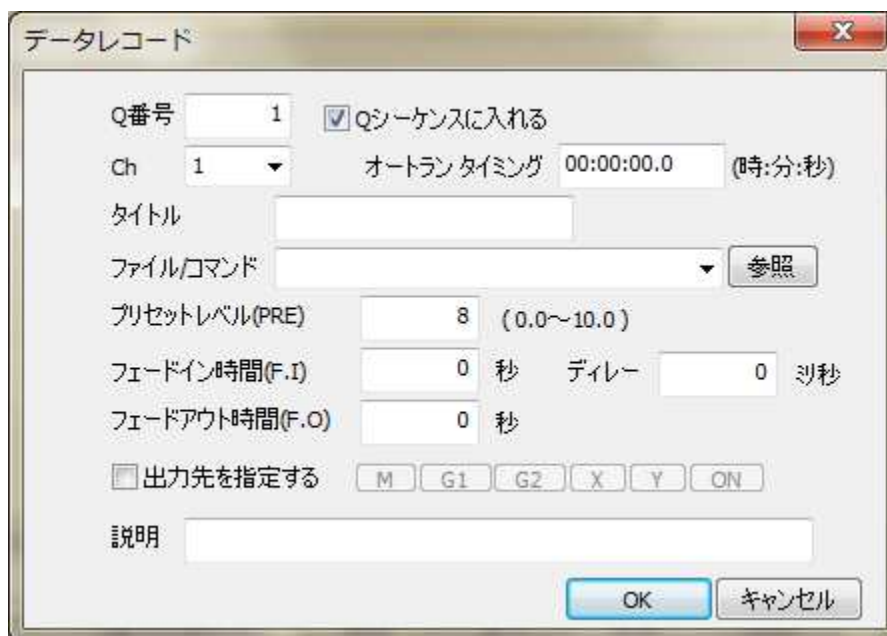 データレコード
Q番号 1 Qシーケンスに入れる
Ch 1 オートラン タイミング 00:00:00.0 (時:分:秒)
タイトル
ファイル/コマンド 参照
プリセットレベル(PRE) 8 (0.0～10.0)
フェードイン時間(F.I) 0 秒 ディレー 0 ミリ秒
フェードアウト時間(F.O) 0 秒
出力先を指定する M G1 G2 X Y ON
説明
OK キャンセル